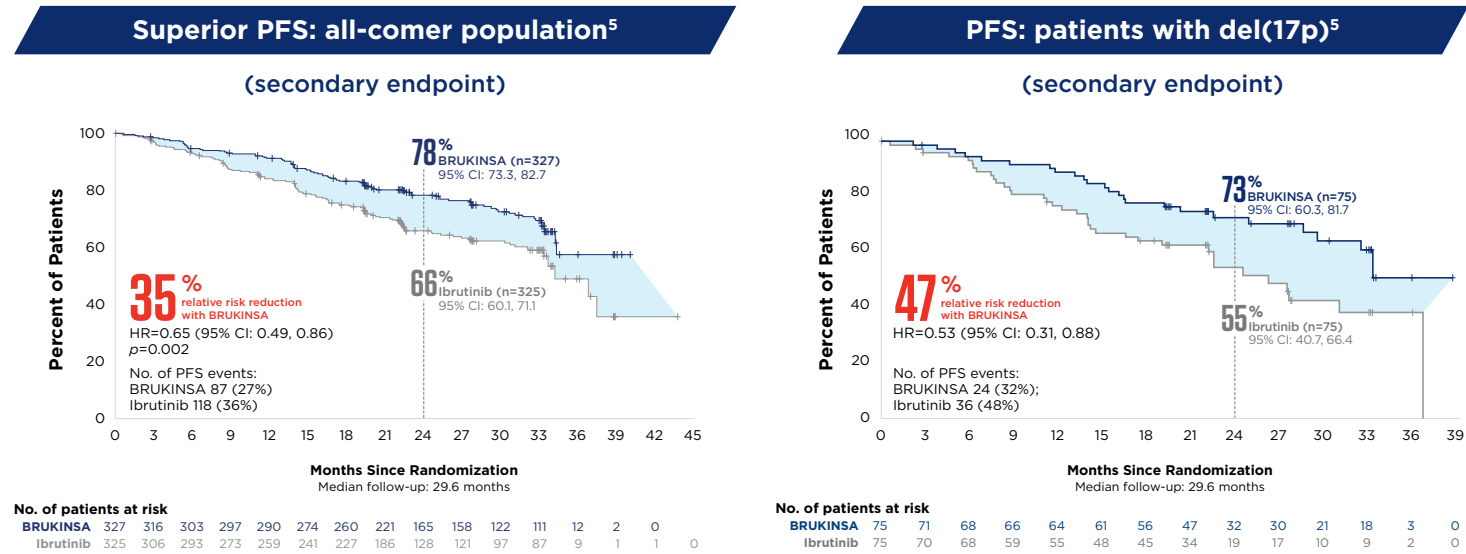 Superior PFS: all-comer population5
(secondary endpoint)
Percent of Patients
100
80
60
40
20
0
78%
BRUKINSA (n=327)
95% CI: 73.3, 82.7
66%
Ibrutinib (n=325)
95% CI: 60.1, 71.1
35%
relative risk reduction
with BRUKINSA
HR=0.65 (95% CI: 0.49, 0.86)
p=0.002
No. of PFS events:
BRUKINSA 87 (27%)
Ibrutinib 118 (36%)
0 3 6 9 12 15 18 21 24 27 30 33 36 39 42 45
Months Since Randomization
Median follow-up: 29.6 months
No. of patients at risk
BRUKINSA 327 316 303 297 290 274 260 221 165 158 122 111 12 2 0
Ibrutinib 325 306 293 273 259 241 227 186 128 121 97 87 9 1 1 0
PFS: patients with del(17p)5
(secondary endpoint)
Percent of Patients
100
80
60
40
20
0
73%
BRUKINSA (n=75)
95% CI: 60.3, 81.7
55%
Ibrutinib (n=75)
95% CI: 40.7, 66.4
47%
relative risk reduction
with BRUKINSA
HR=0.53 (95% CI: 0.31, 0.88)
No. of PFS events:
BRUKINSA 24 (32%);
Ibrutinib 36 (48%)
0 3 6 9 12 15 18 21 24 27 30 33 36 39
Months Since Randomization
Median follow-up: 29.6 months
No. of patients at risk
BRUKINSA 75 71 68 66 64 61 56 47 32 30 21 18 3 0
Ibrutinib 75 70 68 59 55 48 45 34 19 17 10 9 2 0